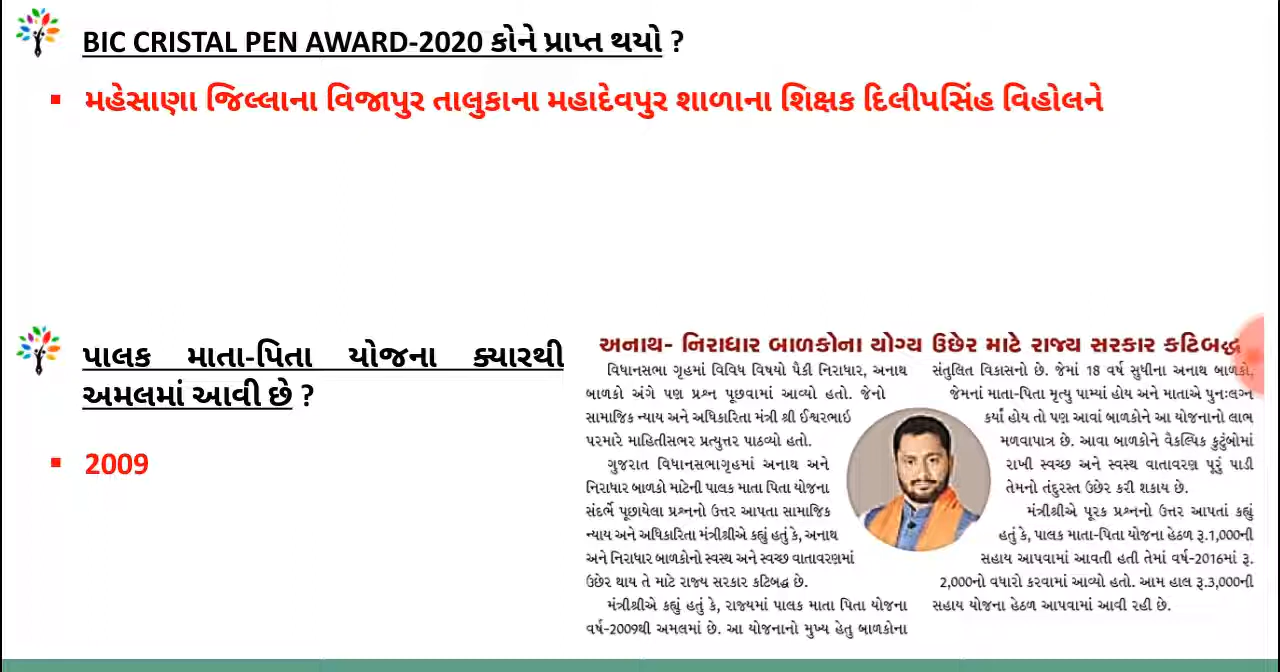 BIC CRISTAL PEN AWARD-2020 કોને પ્રાપ્ત થયો ?
▪ મહેસાણા જિલ્લાના વિજાપુર તાલુકાના મહાદેવપુર શાળાના શિક્ષક દિલીપસિંહ વિહોલને
પાલક માતા-પિતા યોજના ક્યારથી
અમલમાં આવી છે ?
▪ 2009
અનાથ- નિરાધાર બાળકોના યોગ્ય ઉછેર માટે રાજ્ય સરકાર કટિબદ્ધ
વિધાનસભા ગૃહમાં વિવિધ વિષયો પૈકી નિરાધાર, અનાથ
બાળકો અંગે પણ પ્રશ્ન પૂછવામાં આવ્યો હતો. જેનો
સામાજિક ન્યાય અને અધિકારિતા મંત્રી શ્રી ઈશ્વરભાઈ
પરમારે માહિતીસભર પ્રત્યુત્તર પાઠવ્યો હતો.
ગુજરાત વિધાનસભાગૃહમાં અનાથ અને
નિરાધાર બાળકો માટેની પાલક માતા પિતા યોજના
સંદર્ભે પૂછાયેલા પ્રશ્નનો ઉત્તર આપતા સામાજિક
ન્યાય અને અધિકારિતા મંત્રીશ્રીએ કહ્યું હતું કે, અનાથ
અને નિરાધાર બાળકોનો સ્વસ્થ અને સ્વચ્છ વાતાવરણમાં
ઉછેર થાય તે માટે રાજ્ય સરકાર કટિબદ્ધ છે.
મંત્રીશ્રીએ કહ્યું હતું કે, રાજ્યમાં પાલક માતા પિતા યોજના
વર્ષ-2009થી અમલમાં છે. આ યોજનાનો મુખ્ય હેતુ બાળકોના
સંતુલિત વિકાસનો છે. જેમાં 18 વર્ષ સુધીના અનાથ બાળકો,
જેમનાં માતા-પિતા મૃત્યુ પામ્યાં હોય અને માતાએ પુનઃલગ્ન
કર્યાં હોય તો પણ આવાં બાળકોને આ યોજનાનો લાભ
મળવાપાત્ર છે. આવા બાળકોને વૈકલ્પિક કુટુંબોમાં
રાખી સ્વચ્છ અને સ્વસ્થ વાતાવરણ પૂરું પાડી
તેમનો તંદુરસ્ત ઉછેર કરી શકાય છે.
મંત્રીશ્રીએ પૂરક પ્રશ્નનો ઉત્તર આપતાં કહ્યું
હતું કે, પાલક માતા-પિતા યોજના હેઠળ રૂ.1,000ની
સહાય આપવામાં આવતી હતી તેમાં વર્ષ-2016માં રૂ.
2,000નો વધારો કરવામાં આવ્યો હતો. આમ હાલ રૂ.3,000ની
સહાય યોજના હેઠળ આપવામાં આવી રહી છે.